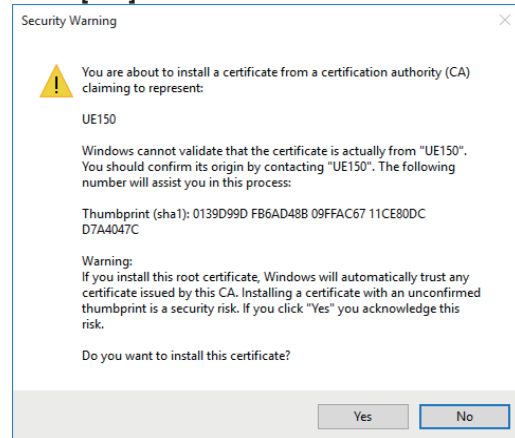 Security Warning
You are about to install a certificate from a certification authority (CA)
claiming to represent:
UE150
Windows cannot validate that the certificate is actually from "UE150".
You should confirm its origin by contacting "UE150". The following
number will assist you in this process:
Thumbprint (sha1): 0139D99D FB6AD48B 09FFAC67 11CE80DC
D7A4047C
Warning:
If you install this root certificate, Windows will automatically trust any
certificate issued by this CA. Installing a certificate with an unconfirmed
thumbprint is a security risk. If you click "Yes" you acknowledge this
risk.
Do you want to install this certificate?
Yes No